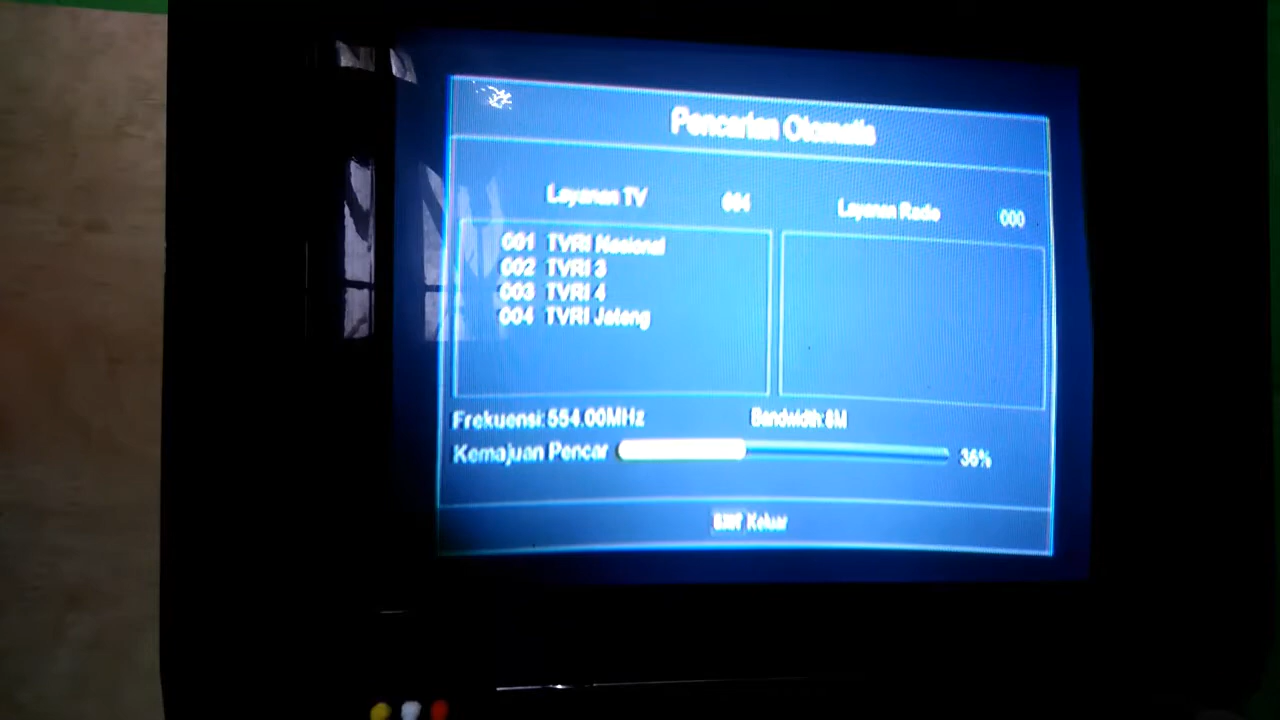 Pencarian Otomatis
Layanan TV 004 Layanan Radio 000
001 TVRI Nasional
002 TVRI 3
003 TVRI 4
004 TVRI Jateng
Frekuensi:554.00MHz Bandwidth:8M
Kemajuan Pencar 36%
EXIT Keluar